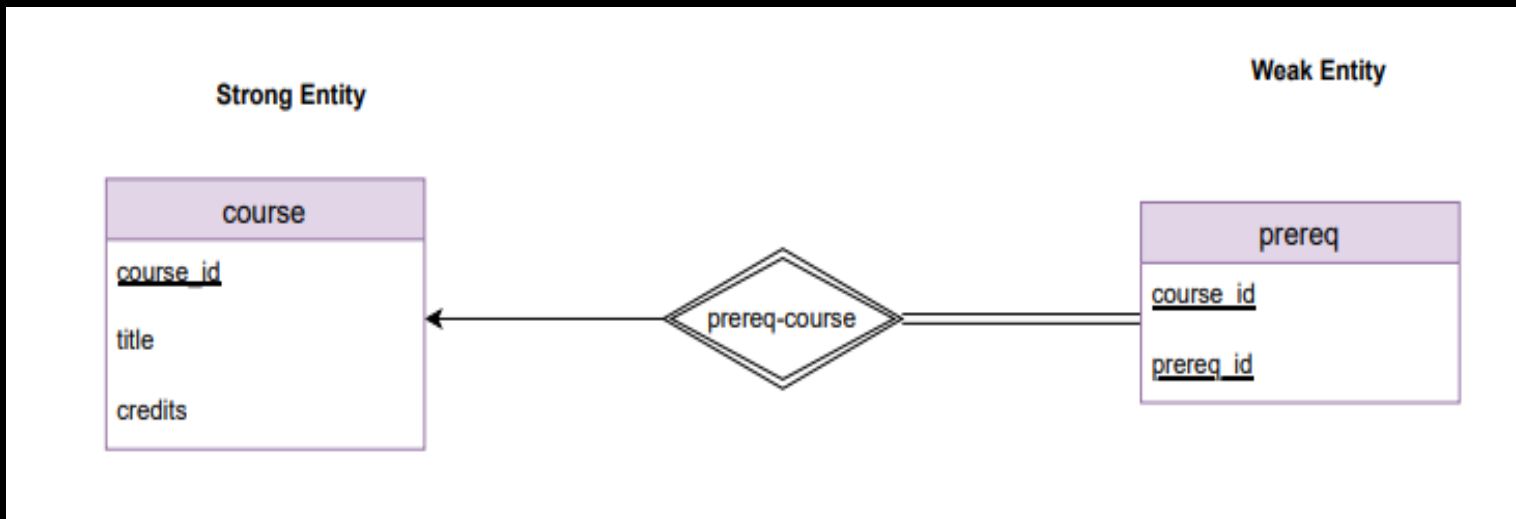 Strong Entity
Weak Entity
course
course_id
title
credits
prereq-course
prereq
course_id
prereq_id